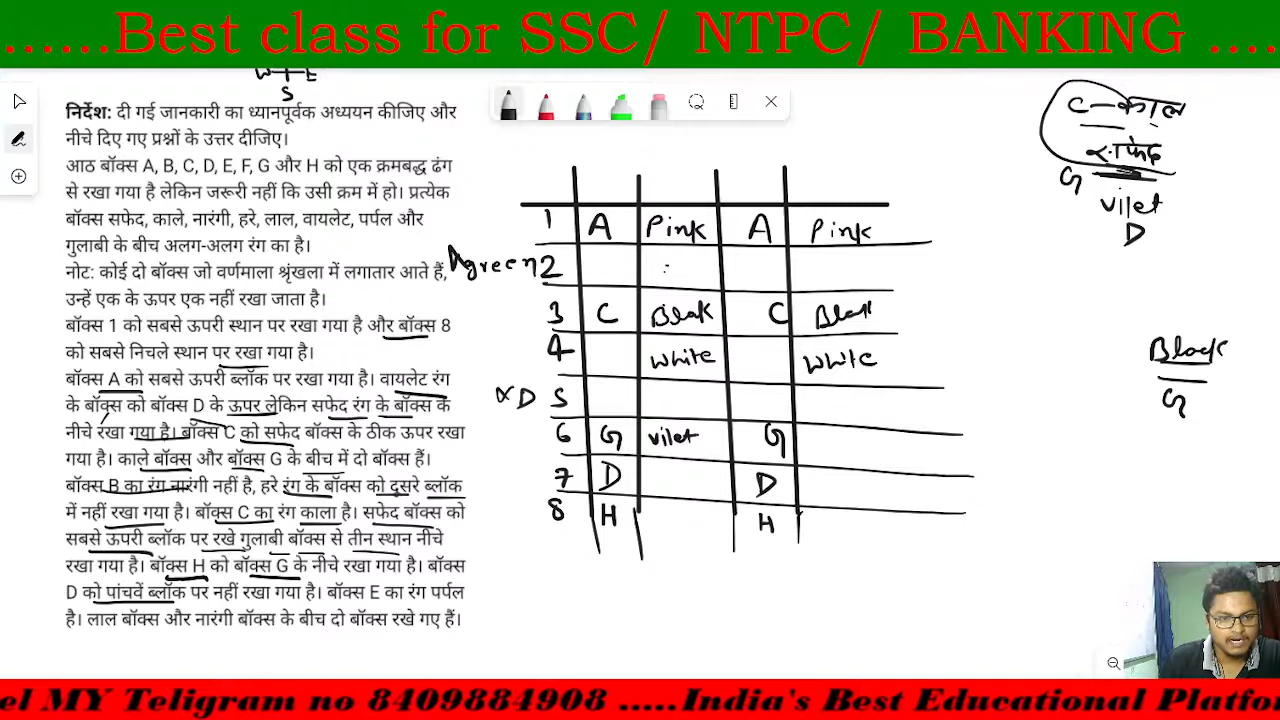 ......Best class for SSC/ NTPC/ BANKING ....
W E
S
निर्देश: दी गई जानकारी का ध्यानपूर्वक अध्ययन कीजिए और
नीचे दिए गए प्रश्नों के उत्तर दीजिए।
आठ बॉक्स A, B, C, D, E, F, G और H को एक क्रमबद्ध ढंग
से रखा गया है लेकिन जरूरी नहीं कि उसी क्रम में हो। प्रत्येक
बॉक्स सफेद, काले, नारंगी, हरे, लाल, वायलेट, पर्पल और
गुलाबी के बीच अलग-अलग रंग का है।
नोट: कोई दो बॉक्स जो वर्णमाला श्रृंखला में लगातार आते हैं,
उन्हें एक के ऊपर एक नहीं रखा जाता है।
बॉक्स 1 को सबसे ऊपरी स्थान पर रखा गया है और बॉक्स 8
को सबसे निचले स्थान पर रखा गया है।
बॉक्स A को सबसे ऊपरी ब्लॉक पर रखा गया है। वायलेट रंग
के बॉक्स को बॉक्स D के ऊपर लेकिन सफेद रंग के बॉक्स के
नीचे रखा गया है। बॉक्स C को सफेद बॉक्स के ठीक ऊपर रखा
गया है। काले बॉक्स और बॉक्स G के बीच में दो बॉक्स हैं।
बॉक्स B का रंग नारंगी नहीं है, हरे रंग के बॉक्स को दूसरे ब्लॉक
में नहीं रखा गया है। बॉक्स C का रंग काला है। सफेद बॉक्स को
सबसे ऊपरी ब्लॉक पर रखे गुलाबी बॉक्स से तीन स्थान नीचे
रखा गया है। बॉक्स H को बॉक्स G के नीचे रखा गया है। बॉक्स
D को पांचवें ब्लॉक पर नहीं रखा गया है। बॉक्स E का रंग पर्पल
है। लाल बॉक्स और नारंगी बॉक्स के बीच दो बॉक्स रखे गए हैं।
1 A Pink A Pink
green 2
3 C Blak C Blak
4 white white
xD 5
6 G vilet G
7 D D
8 H H
C - काल
सफेद
G vilet
D
Black
G
el MY Teligram no 8409884908 ...India's Best Educational Platfo